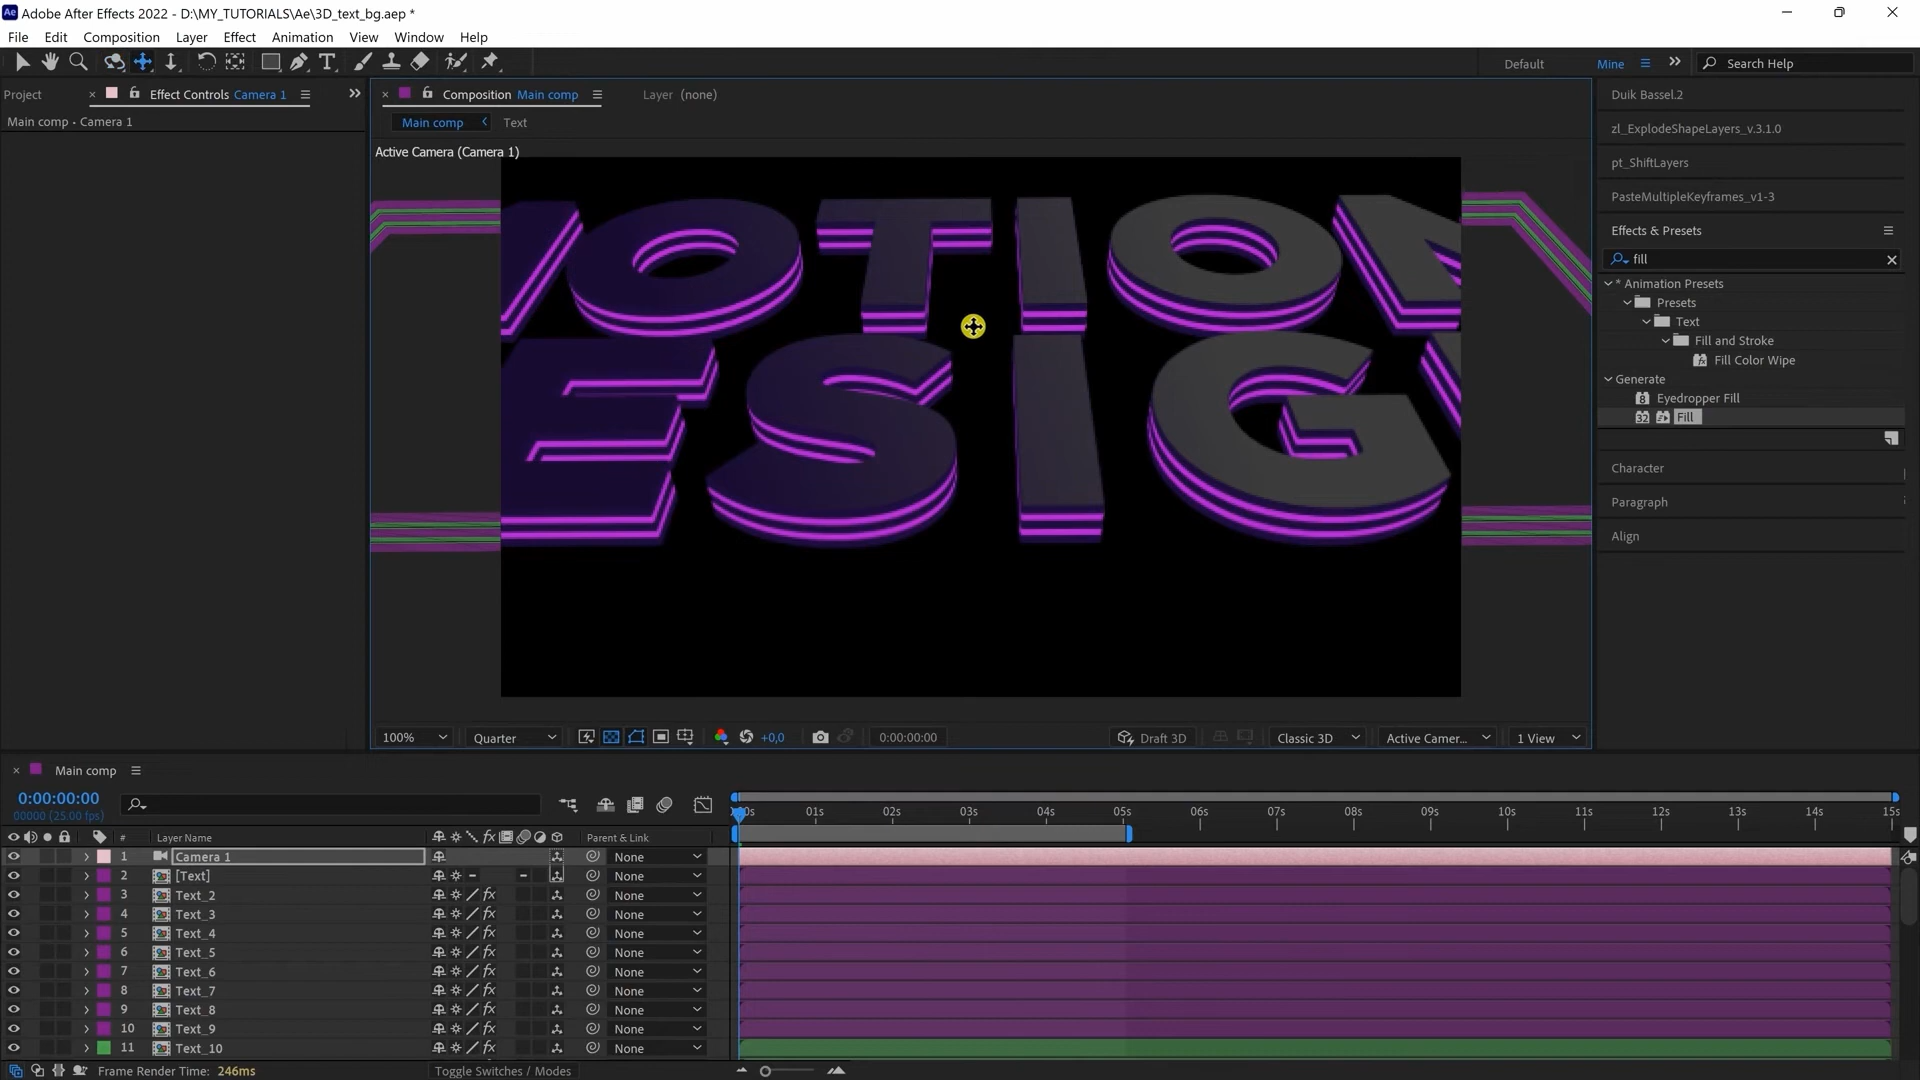 Adobe After Effects 2022 - D:\MY_TUTORIALS\Ae\3D_text_bg.aep *
File Edit Composition Layer Effect Animation View Window Help
Default Mine Search Help
Project Effect Controls Camera 1 Composition Main comp Layer (none)
Main comp • Camera 1
Main comp Text
Active Camera (Camera 1)
OTION
ESIG
Duik Bassel.2
zl_ExplodeShapeLayers_v.3.1.0
pt_ShiftLayers
PasteMultipleKeyframes_v1-3
Effects & Presets
fill
* Animation Presets
Presets
Text
Fill and Stroke
Fill Color Wipe
Generate
Eyedropper Fill
Fill
Character
Paragraph
Align
100% Quarter +0,0 0:00:00:00 Draft 3D Classic 3D Active Camer... 1 View
Main comp
0:00:00:00
00000 (25.00 fps)
01s 02s 03s 04s 05s 06s 07s 08s 09s 10s 11s 12s 13s 14s 15s
# Layer Name Parent & Link
1 Camera 1 None
2 [Text] None
3 Text_2 None
4 Text_3 None
5 Text_4 None
6 Text_5 None
7 Text_6 None
8 Text_7 None
9 Text_8 None
10 Text_9 None
11 Text_10 None
Frame Render Time: 246ms Toggle Switches / Modes